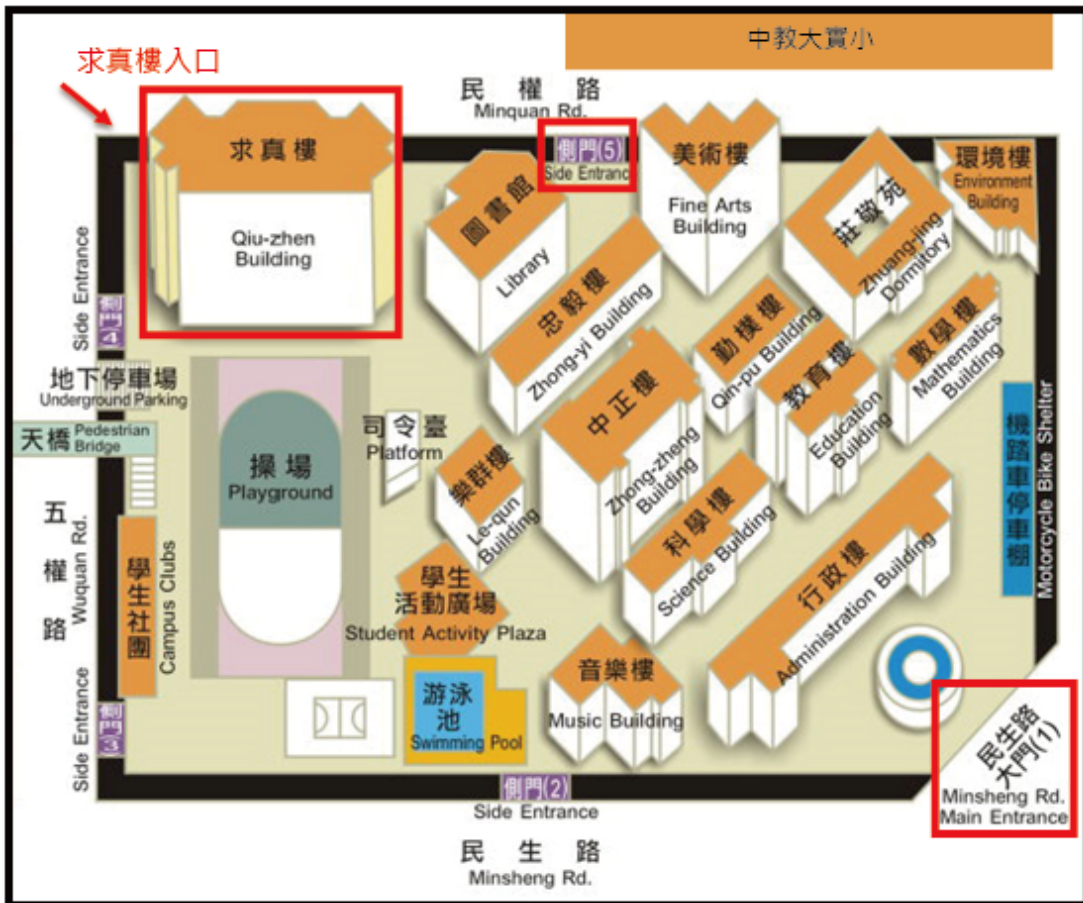 中教大實小
求真樓入口
民權路
Minquan Rd.
求真樓
Qiu-zhen
Building
側門(5)
Side Entranc
美術樓
Fine Arts
Building
環境樓
Environment
Building
圖書館
Library
莊敬苑
Zhuang-jing
Dormitory
忠毅樓
Zhong-yi Building
勤樸樓
Qin-pu Building
數學樓
Mathematics
Building
教育樓
Education
Building
中正樓
Zhong-zheng
Building
Side Entrance
側門(4)
地下停車場
Underground Parking
天橋
Pedestrian
Bridge
操場
Playground
司令臺
Platform
樂群樓
Le-qun
Building
科學樓
Science Building
機踏車停車棚
Motorcycle Bike Shelter
五權路
Wuquan Rd.
學生社團
Campus Clubs
學生
活動廣場
Student Activity Plaza
行政樓
Administration Building
音樂樓
Music Building
游泳
池
Swimming Pool
Side Entrance
側門(3)
民生路
大門(1)
Minsheng Rd.
Main Entrance
側門(2)
Side Entrance
民生路
Minsheng Rd.